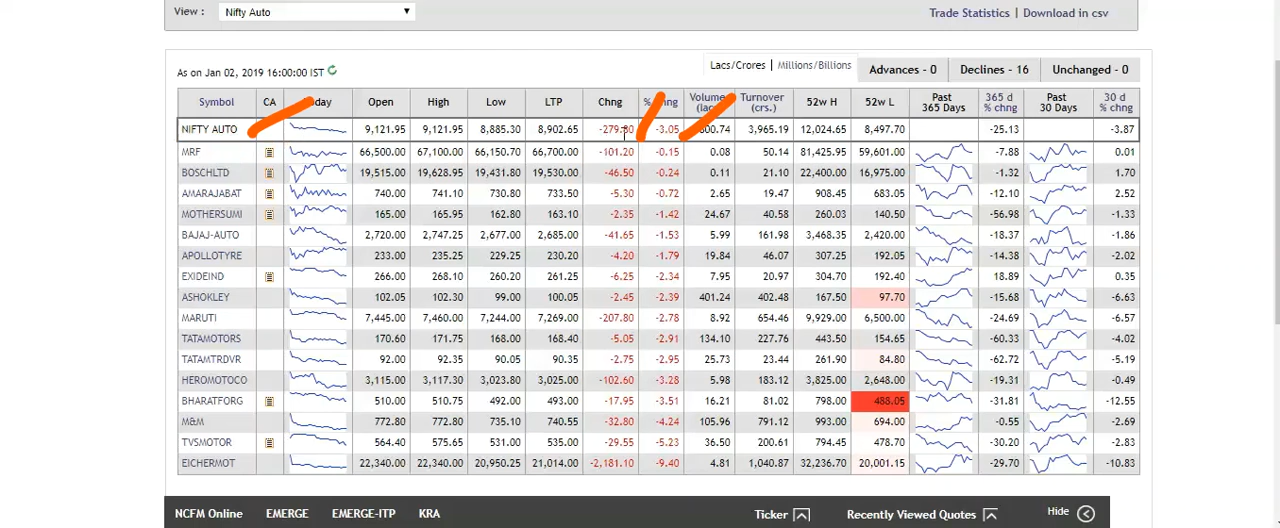 View : Nifty Auto Trade Statistics | Download in csv
As on Jan 02, 2019 16:00:00 IST Lacs/Crores | Millions/Billions Advances - 0 Declines - 16 Unchanged - 0
Symbol CA Open High Low LTP Chng Turnover (crs.) 52w H 52w L Past 365 Days 365 d % chng Past 30 Days 30 d % chng
NIFTY AUTO 9,121.95 9,121.95 8,885.30 8,902.65 -3.05 3,965.19 12,024.65 8,497.70 -25.13 -3.87
MRF 66,500.00 67,100.00 66,150.70 66,700.00 -101.20 -0.15 0.08 50.14 81,425.95 59,601.00 -7.88 0.01
BOSCHLTD 19,515.00 19,628.95 19,431.80 19,530.00 -46.50 -0.24 0.11 21.10 22,400.00 16,975.00 -1.32 1.70
AMARAJABAT 740.00 741.10 730.80 733.50 -5.30 -0.72 2.65 19.47 908.45 683.05 -12.10 2.52
MOTHERSUMI 165.00 165.95 162.80 163.10 -2.35 -1.42 24.67 40.58 260.03 140.50 -56.98 -1.33
BAJAJ-AUTO 2,720.00 2,747.25 2,677.00 2,685.00 -41.65 -1.53 5.99 161.98 3,468.35 2,420.00 -18.37 -1.86
APOLLOTYRE 233.00 235.25 229.25 230.20 -4.20 -1.79 19.84 46.07 307.25 192.05 -14.38 -2.02
EXIDEIND 266.00 268.10 260.20 261.25 -6.25 -2.34 7.95 20.97 304.70 192.40 18.89 0.35
ASHOKLEY 102.05 102.30 99.00 100.05 -2.45 -2.39 401.24 402.48 167.50 97.70 -15.68 -6.63
MARUTI 7,445.00 7,460.00 7,244.00 7,269.00 -207.80 -2.78 8.92 654.46 9,929.00 6,500.00 -24.69 -6.57
TATAMOTORS 170.60 171.75 168.00 168.40 -5.05 -2.91 134.10 227.76 443.50 154.65 -60.33 -4.02
TATAMTRDVR 92.00 92.35 90.05 90.15 -2.75 -2.95 25.73 23.44 261.90 84.80 -62.72 -5.19
HEROMOTOCO 3,115.00 3,117.30 3,023.80 3,025.00 -102.60 -3.28 5.98 183.12 3,825.00 2,648.00 -19.31 -0.49
BHARATFORG 510.00 510.75 492.00 493.00 -17.95 -3.51 16.21 81.02 798.00 488.05 -31.81 -12.55
M&M 772.80 772.80 735.10 740.55 -32.80 -4.24 105.96 791.12 993.00 694.00 -0.55 -2.69
TVSMOTOR 564.40 575.65 531.00 535.00 -29.55 -5.23 36.50 200.61 794.45 478.70 -30.20 -2.83
EICHERMOT 22,340.00 22,340.00 20,950.25 21,014.00 -2,181.10 -9.40 4.81 1,040.87 32,236.70 20,001.15 -29.70 -10.83
NCFM Online EMERGE EMERGE-ITP KRA Ticker Recently Viewed Quotes Hide